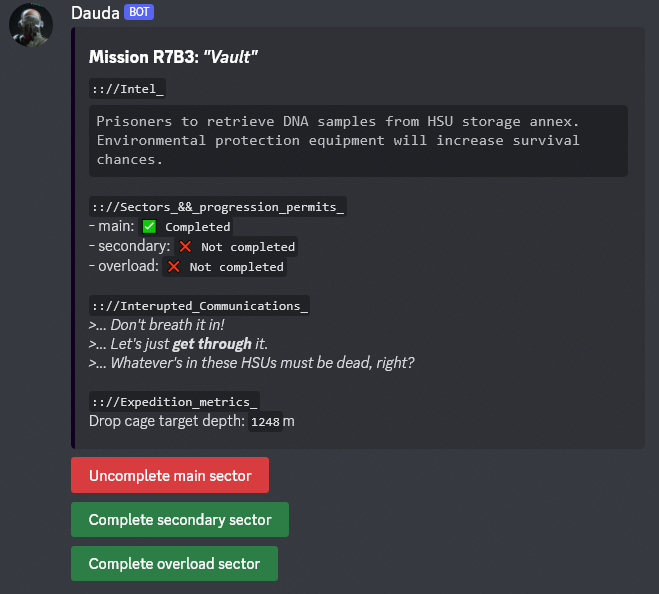 Dauda BOT
Mission R7B3: "Vault"
:://Intel_
Prisoners to retrieve DNA samples from HSU storage annex.
Environmental protection equipment will increase survival
chances.
:://Sectors_&&_progression_permits_
- main: ✅ Completed
- secondary: ❌ Not completed
- overload: ❌ Not completed
:://Interupted_Communications_
>... Don't breath it in!
>... Let's just get through it.
>... Whatever's in these HSUs must be dead, right?
:://Expedition_metrics_
Drop cage target depth: 1248 m
Uncomplete main sector
Complete secondary sector
Complete overload sector